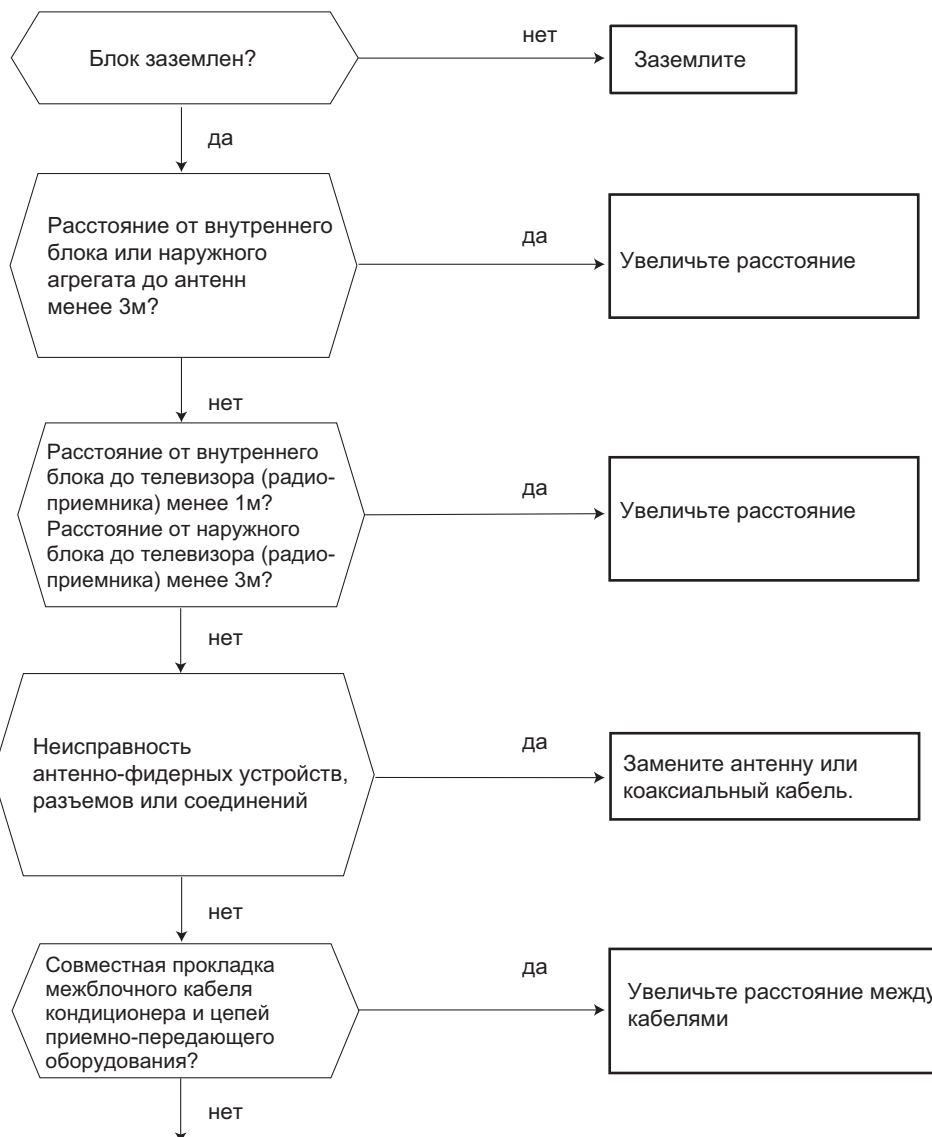 Блок заземлен?
нет
Заземлите
да
Расстояние от внутреннего
блока или наружного
агрегата до антенн
менее 3м?
да
Увеличьте расстояние
нет
Расстояние от внутреннего
блока до телевизора (радио-
приемника) менее 1м?
Расстояние от наружного
блока до телевизора (радио-
приемника) менее 3м?
да
Увеличьте расстояние
нет
Неисправность
антенно-фидерных устройств,
разъемов или соединений
да
Замените антенну или
коаксиальный кабель.
нет
Совместная прокладка
межблочного кабеля
кондиционера и цепей
приемно-передающего
оборудования?
да
Увеличьте расстояние между
кабелями
нет